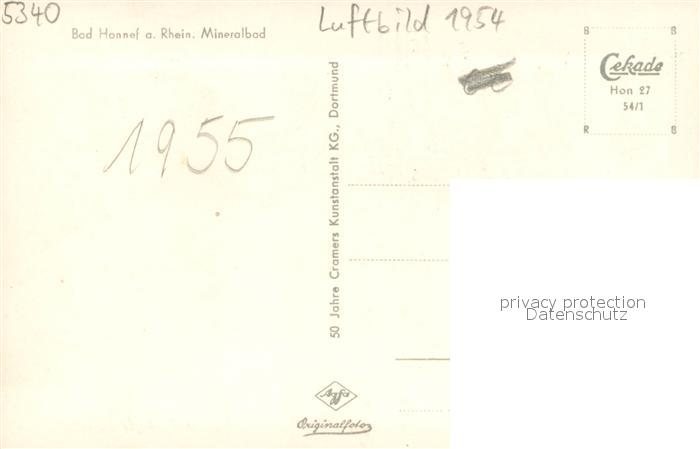 5340
Luftbild 1954
Bad Honnef a. Rhein. Mineralbad
B B
Cekade
Hon 27
54/1
R B
1955
50 Jahre Cramers Kunstanstalt KG., Dortmund
privacy protection
Datenschutz
Agfa
Originalfoto